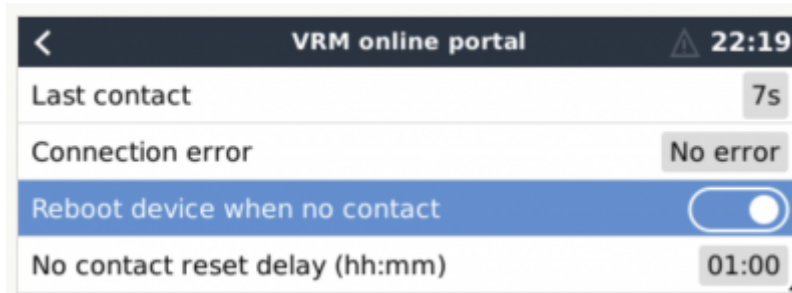 VRM online portal 22:19
Last contact 7s
Connection error No error
Reboot device when no contact
No contact reset delay (hh:mm) 01:00